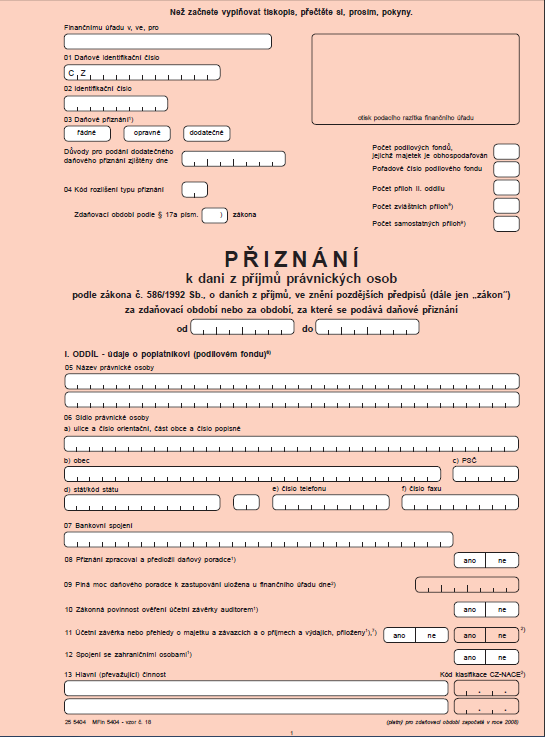 Než začnete vyplňovat tiskopis, přečtěte si, prosím, pokyny.
Finančnímu úřadu v, ve, pro
01 Daňové identifikační číslo
C Z
02 Identifikační číslo
03 Daňové přiznání¹)
řádné opravné dodatečné
otisk podacího razítka finančního úřadu
Důvody pro podání dodatečného
daňového přiznání zjištěny dne
04 Kód rozlišení typu přiznání
Zdaňovací období podle § 17a písm. ) zákona
Počet podílových fondů,
jejichž majetek je obhospodařován
Pořadové číslo podílového fondu
Počet příloh II. oddílu
Počet zvláštních příloh⁶)
Počet samostatných příloh⁶)
PŘIZNÁNÍ
k dani z příjmů právnických osob
podle zákona č. 586/1992 Sb., o daních z příjmů, ve znění pozdějších předpisů (dále jen „zákon“)
za zdaňovací období nebo za období, za které se podává daňové přiznání
od do
I. ODDÍL - údaje o poplatníkovi (podílovém fondu)⁶)
05 Název právnické osoby
06 Sídlo právnické osoby
a) ulice a číslo orientační, část obce a číslo popisné
b) obec c) PSČ
d) stát/kód státu e) číslo telefonu f) číslo faxu
07 Bankovní spojení
08 Přiznání zpracoval a předložil daňový poradce¹) ano ne
09 Plná moc daňového poradce k zastupování uložena u finančního úřadu dne²)
10 Zákonná povinnost ověření účetní závěrky auditorem¹) ano ne
11 Účetní závěrka nebo přehledy o majetku a závazcích a o příjmech a výdajích, přiloženy¹),⁷) ano ne ano ne ²)
12 Spojení se zahraničními osobami¹) ano ne
13 Hlavní (převažující) činnost Kód klasifikace CZ-NACE²)
25 5404 MFin 5404 - vzor č. 18 (platný pro zdaňovací období započaté v roce 2008)
1